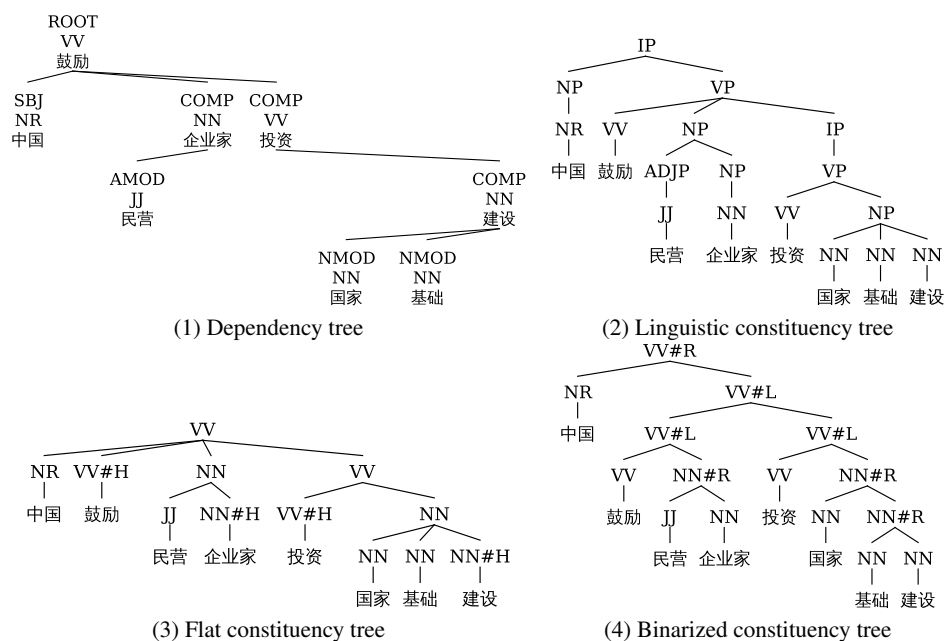 ROOT
VV
鼓励
SBJ COMP COMP
NR NN VV
中国 企业家 投资
AMOD COMP
JJ NN
民营 建设
NMOD NMOD
NN NN
国家 基础
(1) Dependency tree
IP
NP VP
NR VV NP IP
中国 鼓励 ADJP NP VP
JJ NN VV NP
民营 企业家 投资 NN NN NN
国家 基础 建设
(2) Linguistic constituency tree
VV
NR VV#H NN VV
中国 鼓励 JJ NN#H VV#H NN
民营 企业家 投资 NN NN NN#H
国家 基础 建设
(3) Flat constituency tree
VV#R
NR VV#L
中国 VV#L VV#L
VV NN#R VV NN#R
鼓励 JJ NN 投资 NN NN#R
民营 企业家 国家 NN NN
基础 建设
(4) Binarized constituency tree